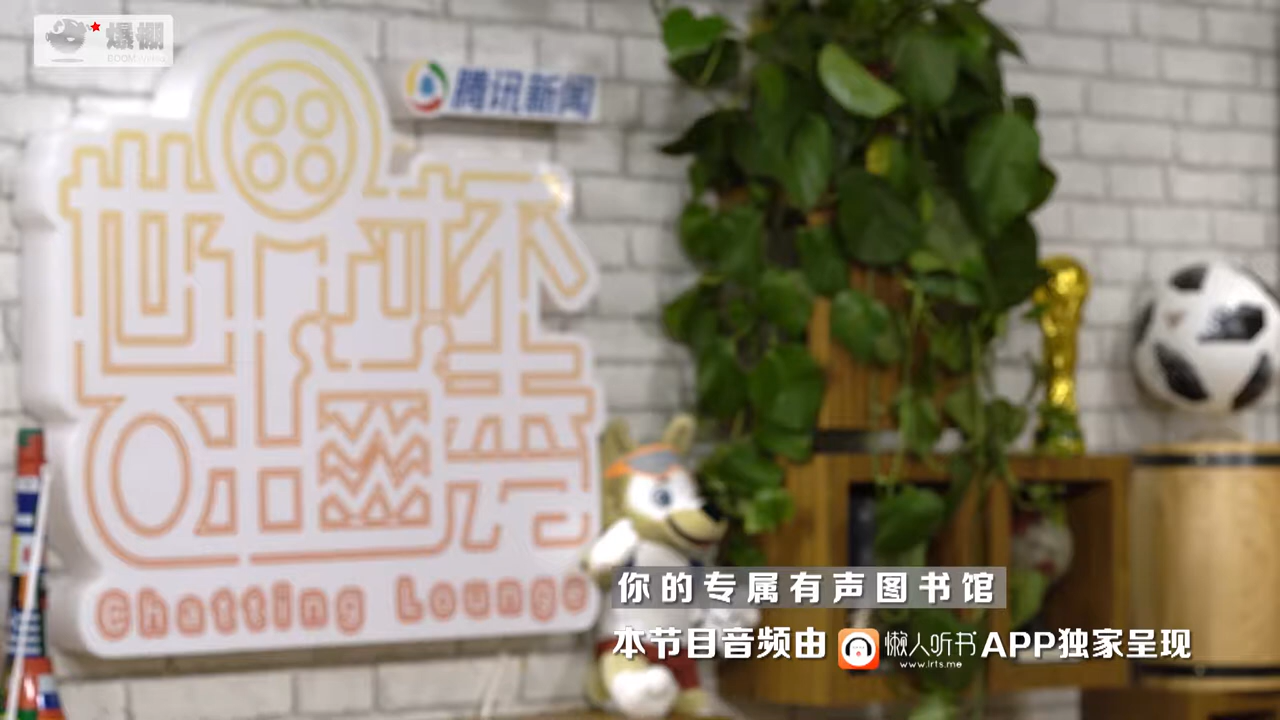 爆棚
腾讯新闻
世界杯
吐槽秀
Chatting Lounge
你的专属有声图书馆
本节目音频由 懒人听书 APP独家呈现
www.lrts.me